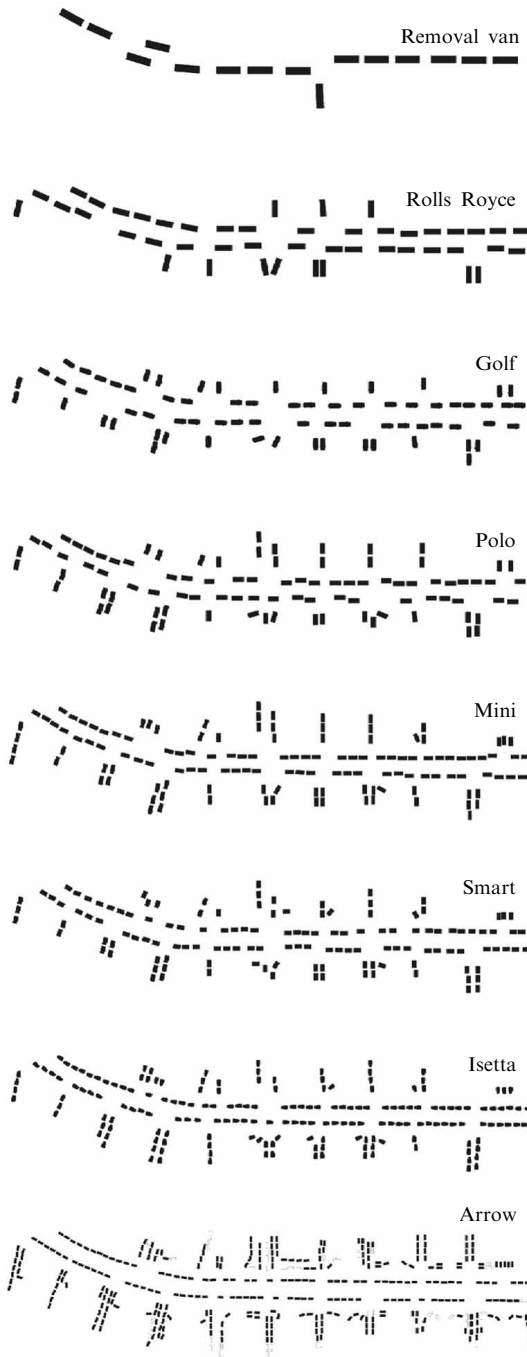 Removal van
Rolls Royce
Golf
Polo
Mini
Smart
Isetta
Arrow